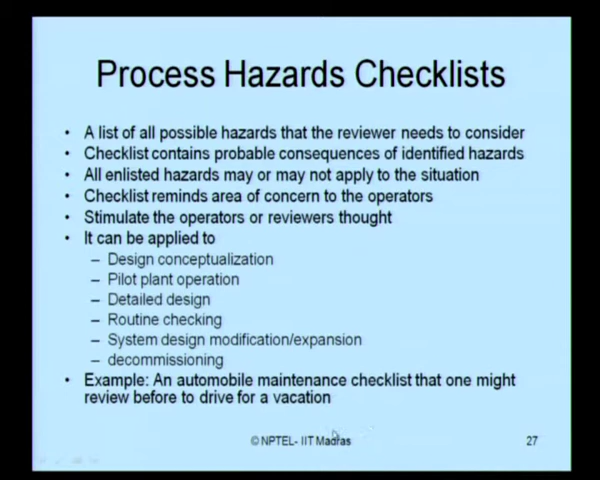 Process Hazards Checklists
• A list of all possible hazards that the reviewer needs to consider
• Checklist contains probable consequences of identified hazards
• All enlisted hazards may or may not apply to the situation
• Checklist reminds area of concern to the operators
• Stimulate the operators or reviewers thought
• It can be applied to
– Design conceptualization
– Pilot plant operation
– Detailed design
– Routine checking
– System design modification/expansion
– decommissioning
• Example: An automobile maintenance checklist that one might
review before to drive for a vacation
© NPTEL- IIT Madras
27